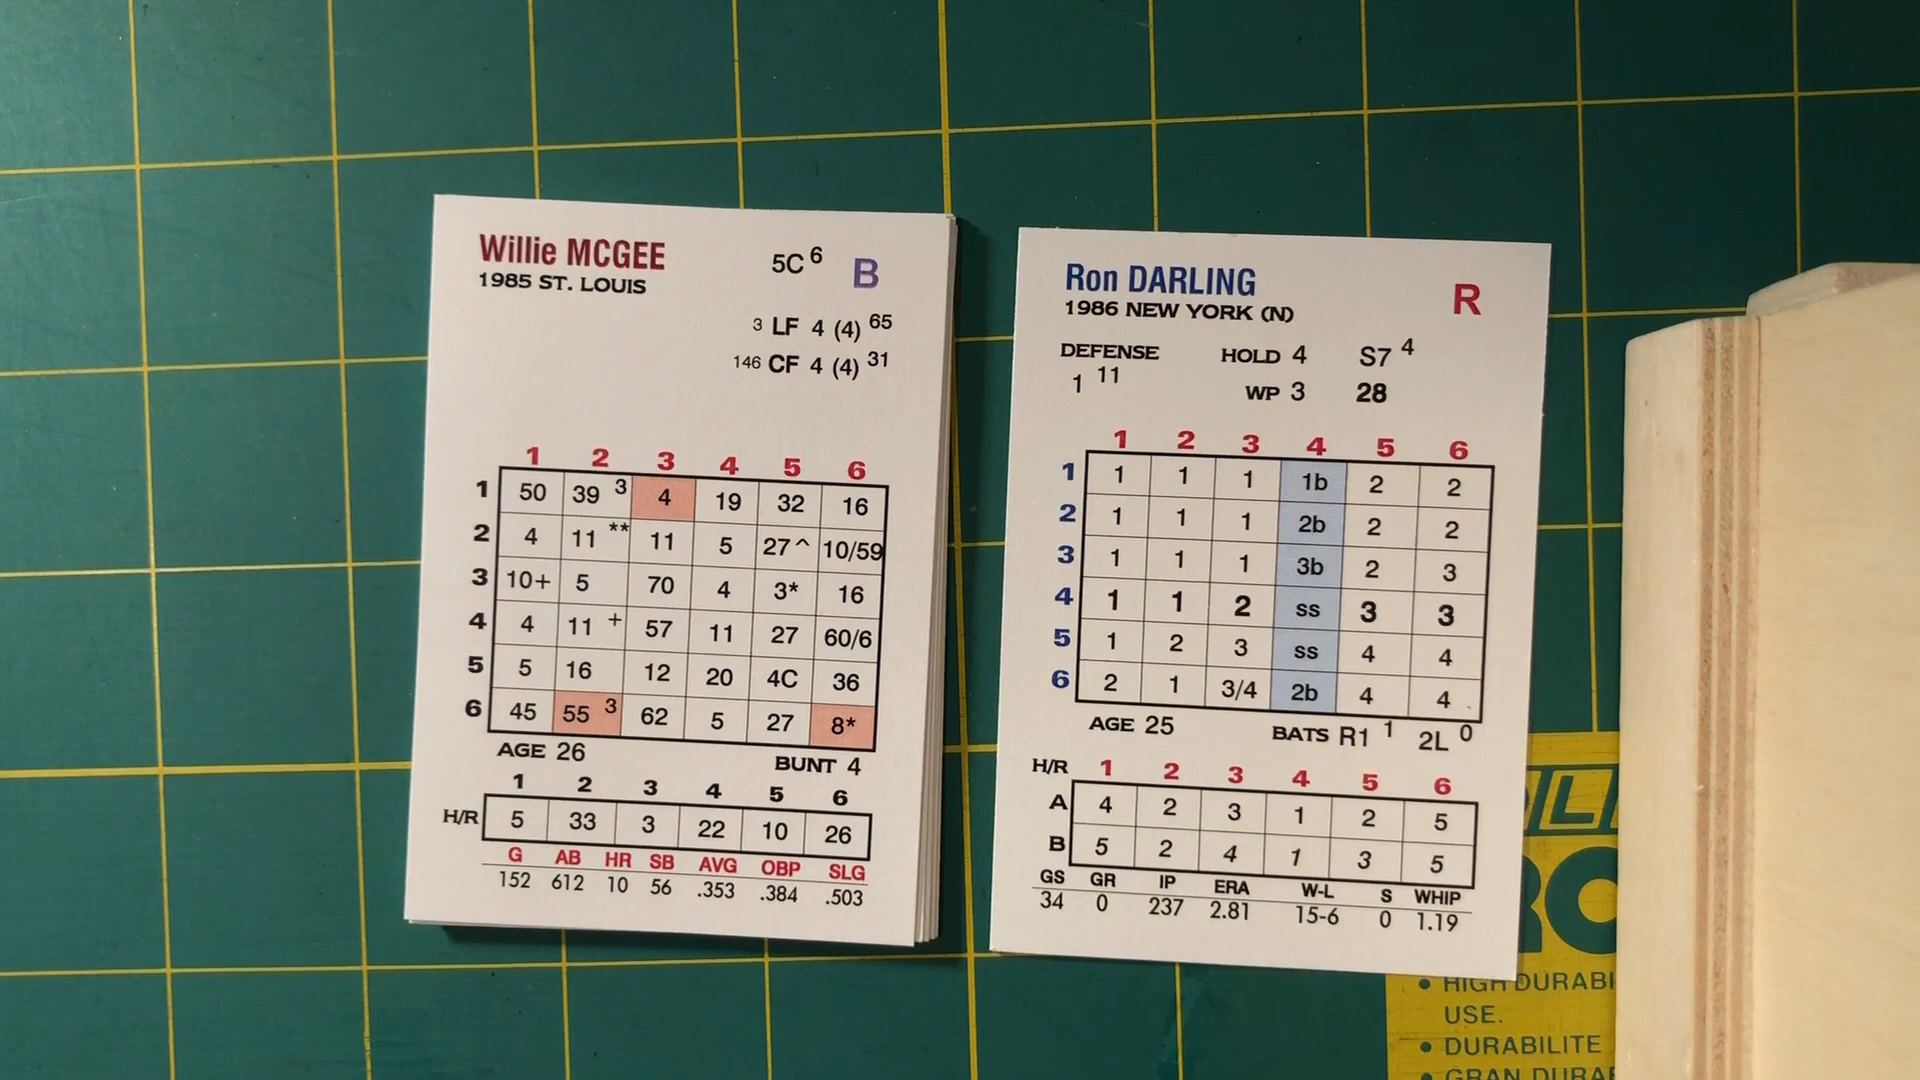 Willie MCGEE 5C 6 B
1985 ST. LOUIS
3 LF 4 (4) 65
146 CF 4 (4) 31
1 2 3 4 5 6
1 50 39 3 4 19 32 16
2 4 11 ** 11 5 27^ 10/59
3 10+ 5 70 4 3* 16
4 4 11 + 57 11 27 60/6
5 5 16 12 20 4C 36
6 45 55 3 62 5 27 8*
AGE 26 BUNT 4
1 2 3 4 5 6
H/R 5 33 3 22 10 26
G AB HR SB AVG OBP SLG
152 612 10 56 .353 .384 .503
Ron DARLING R
1986 NEW YORK (N)
DEFENSE HOLD 4 S7 4
1 11 WP 3 28
1 2 3 4 5 6
1 1 1 1 1b 2 2
2 1 1 1 2b 2 2
3 1 1 1 3b 2 3
4 1 1 2 ss 3 3
5 1 2 3 ss 4 4
6 2 1 3/4 2b 4 4
AGE 25 BATS R1 1 2L 0
H/R 1 2 3 4 5 6
A 4 2 3 1 2 5
B 5 2 4 1 3 5
GS GR IP ERA W-L S WHIP
34 0 237 2.81 15-6 0 1.19
USE.
• DURABILITE